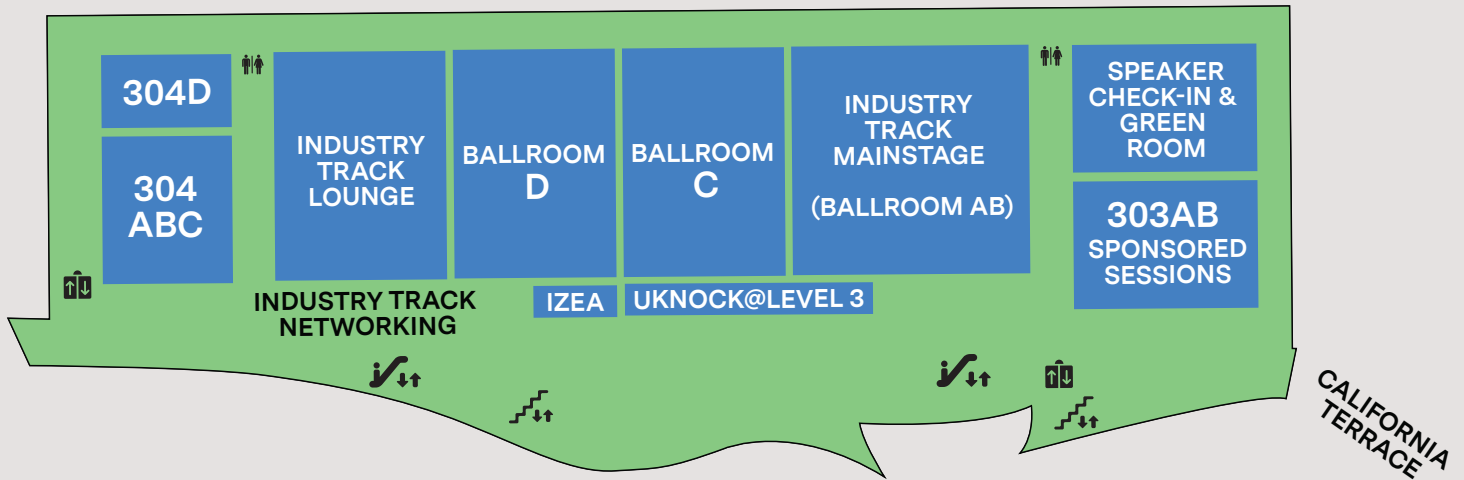 304D
304
ABC
INDUSTRY
TRACK
LOUNGE
BALLROOM
D
BALLROOM
C
INDUSTRY
TRACK
MAINSTAGE
(BALLROOM AB)
SPEAKER
CHECK-IN &
GREEN
ROOM
303AB
SPONSORED
SESSIONS
INDUSTRY TRACK
NETWORKING
IZEA
UKNOCK@LEVEL 3
CALIFORNIA
TERRACE